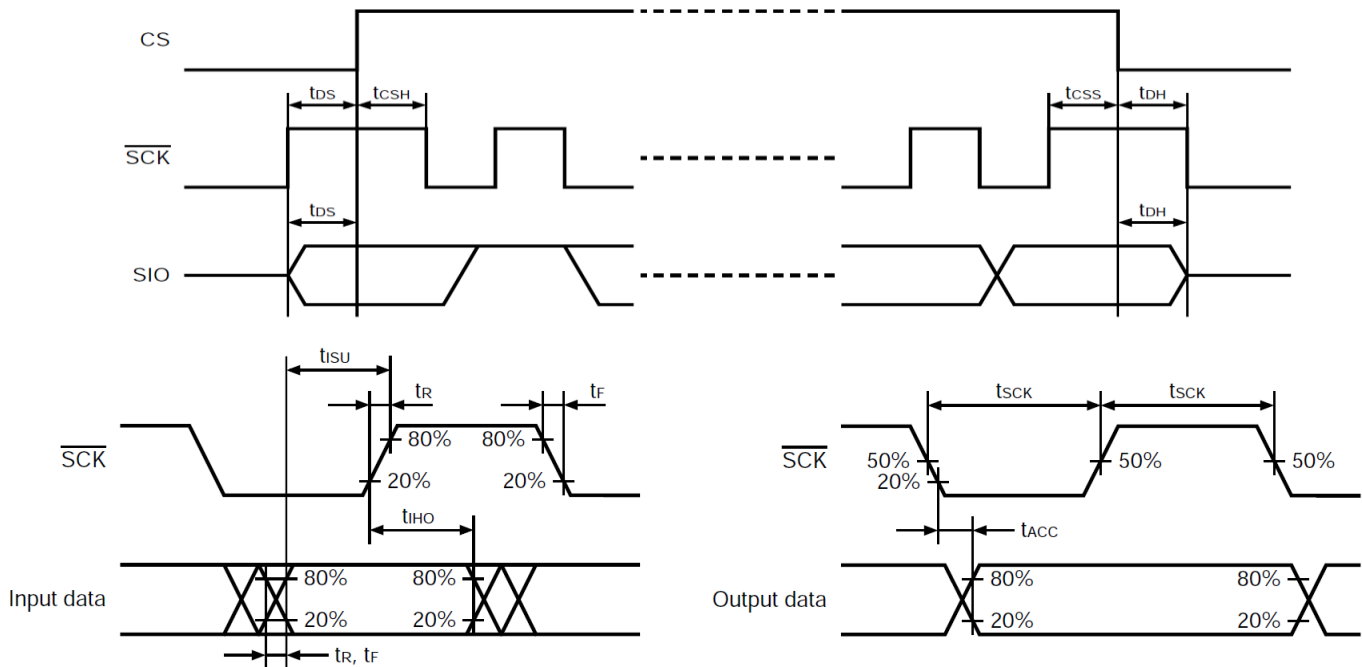 CS
tDS tCSH tCSS tDH
SCK
tDS tDH
SIO
tISU
tR tF
80% 80%
SCK
20% 20%
tIHO
80% 80%
Input data
20% 20%
tR, tF
tSCK tSCK
SCK
50% 50% 50%
20%
tACC
80% 80%
Output data
20% 20%